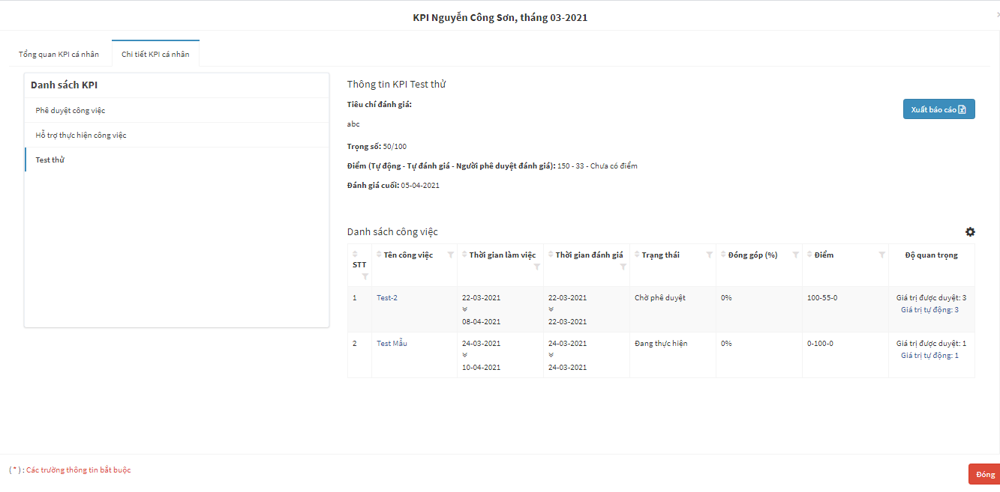 KPI Nguyễn Công Sơn, tháng 03-2021
Tổng quan KPI cá nhân
Chi tiết KPI cá nhân
Danh sách KPI
Phê duyệt công việc
Hỗ trợ thực hiện công việc
Test thử
Thông tin KPI Test thử
Tiêu chí đánh giá:
abc
Xuất báo cáo
Trọng số: 50/100
Điểm (Tự động - Tự đánh giá - Người phê duyệt đánh giá): 150 - 33 - Chưa có điểm
Đánh giá cuối: 05-04-2021
Danh sách công việc
STT
Tên công việc
Thời gian làm việc
Thời gian đánh giá
Trạng thái
Đóng góp (%)
Điểm
Độ quan trọng
1
Test-2
22-03-2021
08-04-2021
22-03-2021
22-03-2021
Chờ phê duyệt
0%
100-55-0
Giá trị được duyệt: 3
Giá trị tự động: 3
2
Test Mẫu
24-03-2021
10-04-2021
24-03-2021
24-03-2021
Đang thực hiện
0%
0-100-0
Giá trị được duyệt: 1
Giá trị tự động: 1
( * ) : Các trường thông tin bắt buộc
Đóng